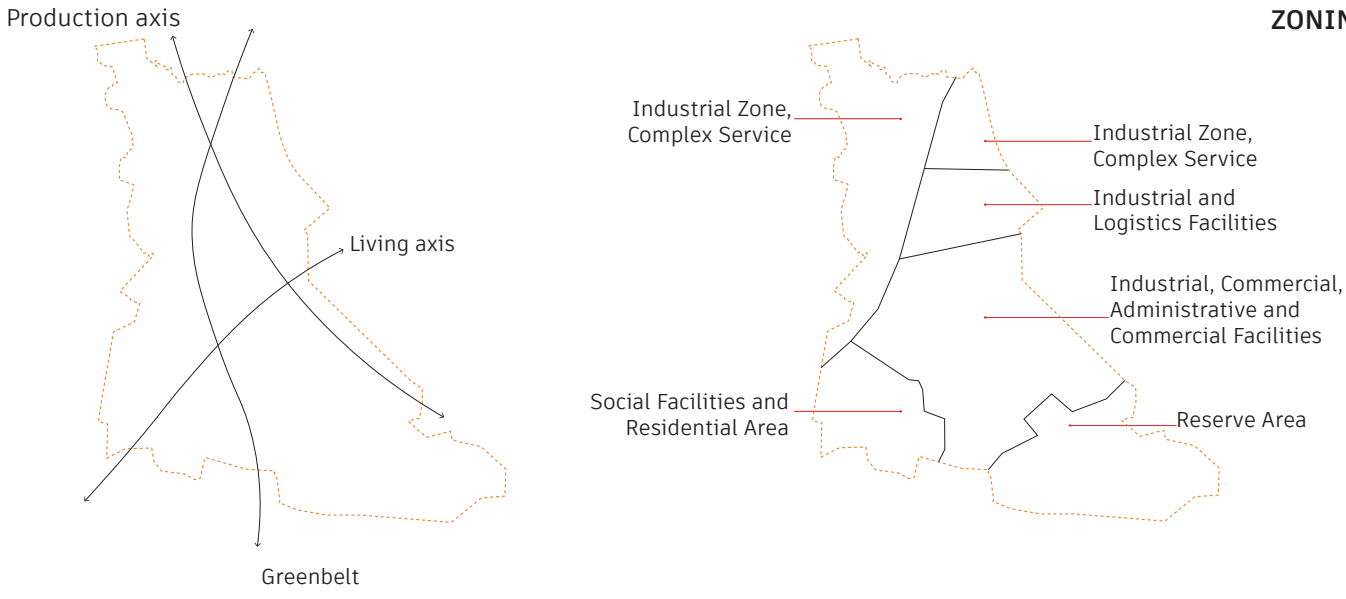 Production axis
Living axis
Greenbelt
Industrial Zone,
Complex Service
Industrial Zone,
Complex Service
Industrial and
Logistics Facilities
Industrial, Commercial,
Administrative and
Commercial Facilities
Social Facilities and
Residential Area
Reserve Area